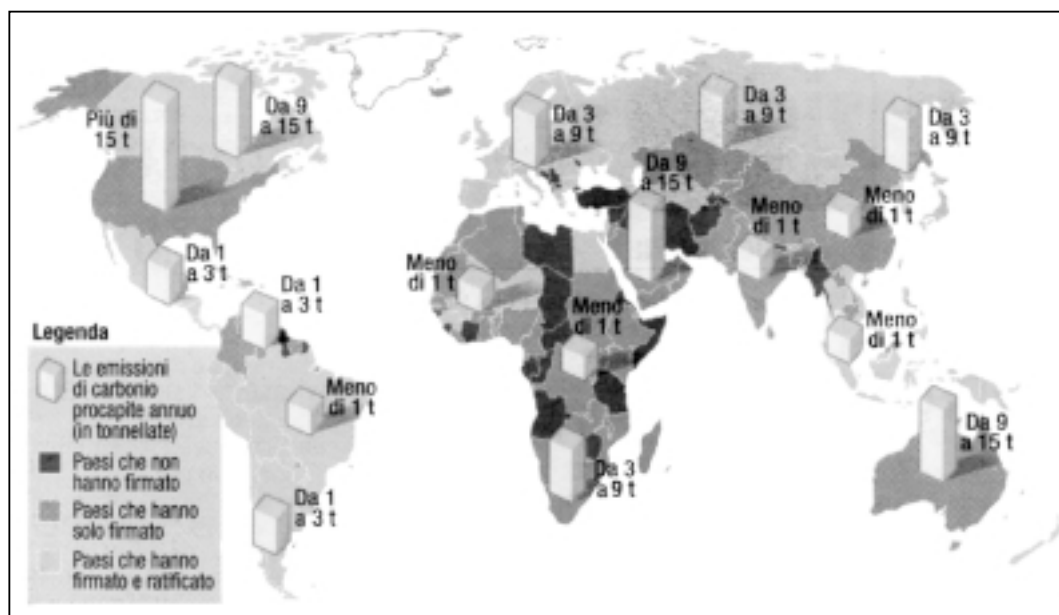 Più di
15 t
Da 9
a 15 t
Da 3
a 9 t
Da 3
a 9 t
Da 3
a 9 t
Da 9
a 15 t
Meno
di 1 t
Meno
di 1 t
Da 1
a 3 t
Da 1
a 3 t
Meno
di 1 t
Meno
di 1 t
Meno
di 1 t
Legenda
Le emissioni
di carbonio
procapite annuo
(in tonnellate)
Paesi che non
hanno firmato
Paesi che hanno
solo firmato
Paesi che hanno
firmato e ratificato
Meno
di 1 t
Da 1
a 3 t
Da 3
a 9 t
Da 9
a 15 t